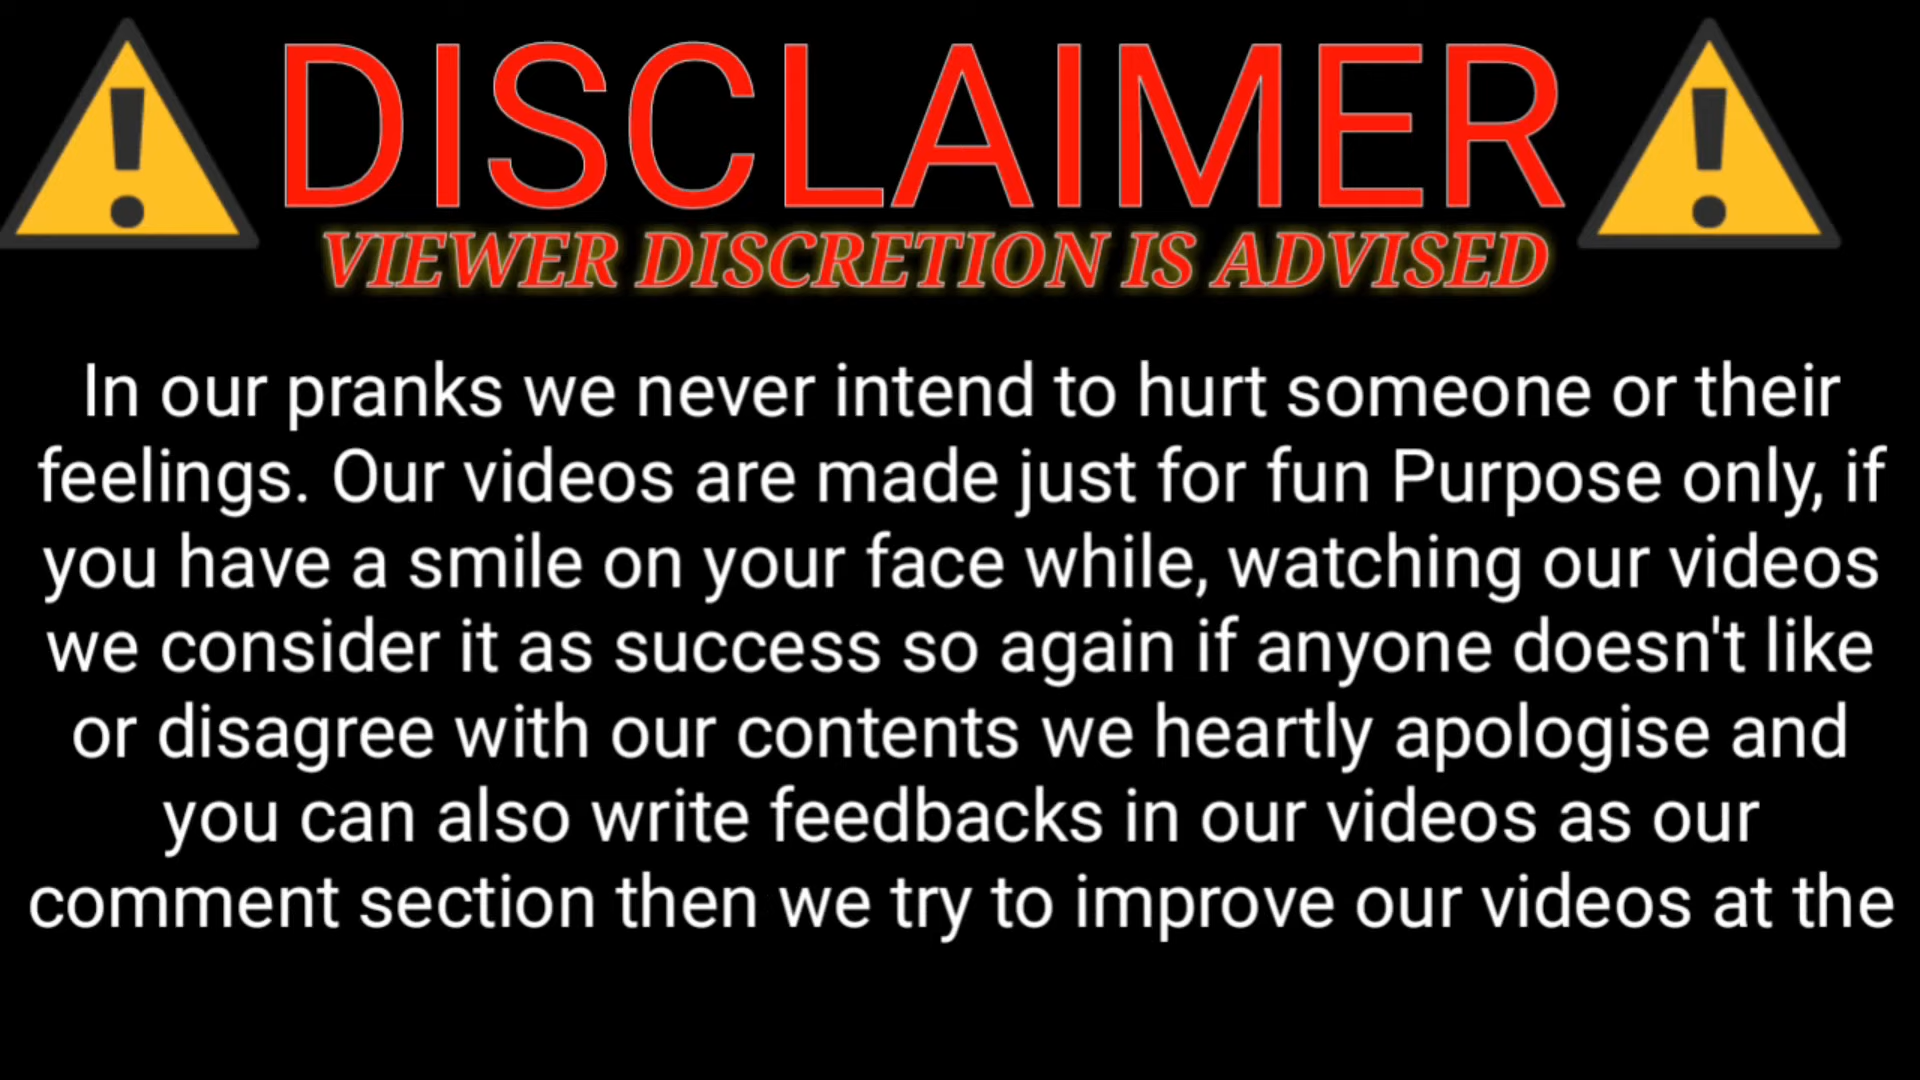 DISCLAIMER
VIEWER DISCRETION IS ADVISED
In our pranks we never intend to hurt someone or their
feelings. Our videos are made just for fun Purpose only, if
you have a smile on your face while, watching our videos
we consider it as success so again if anyone doesn't like
or disagree with our contents we heartly apologise and
you can also write feedbacks in our videos as our
comment section then we try to improve our videos at the